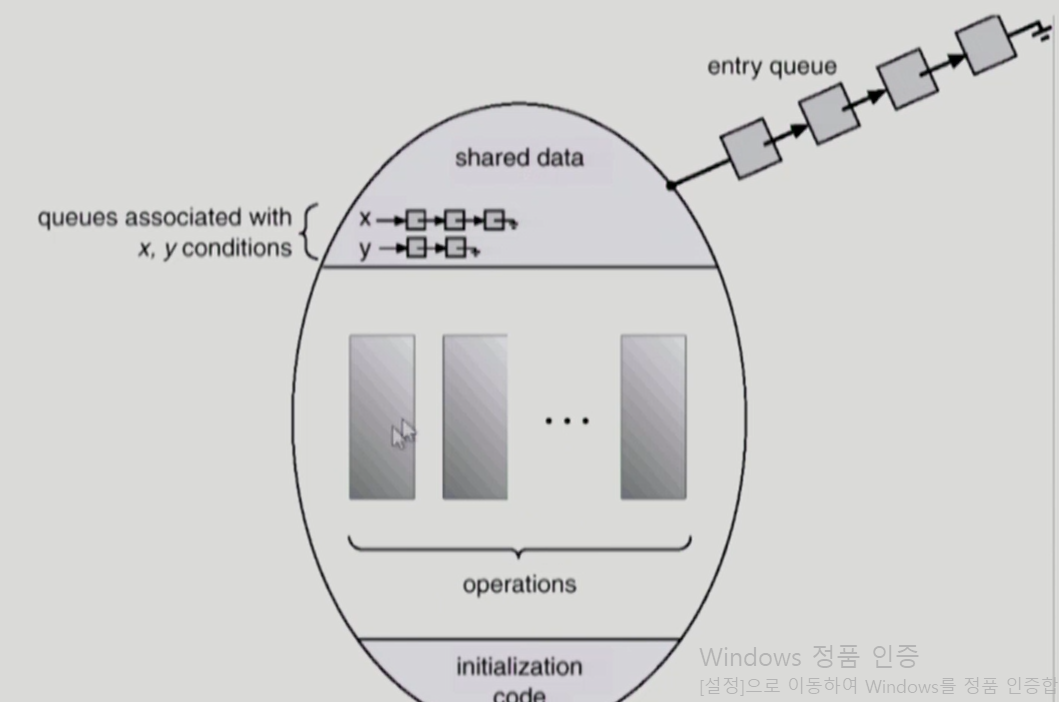 entry queue
shared data
queues associated with
x, y conditions
x
y
operations
initialization
code
Windows 정품 인증
[설정]으로 이동하여 Windows를 정품 인증합